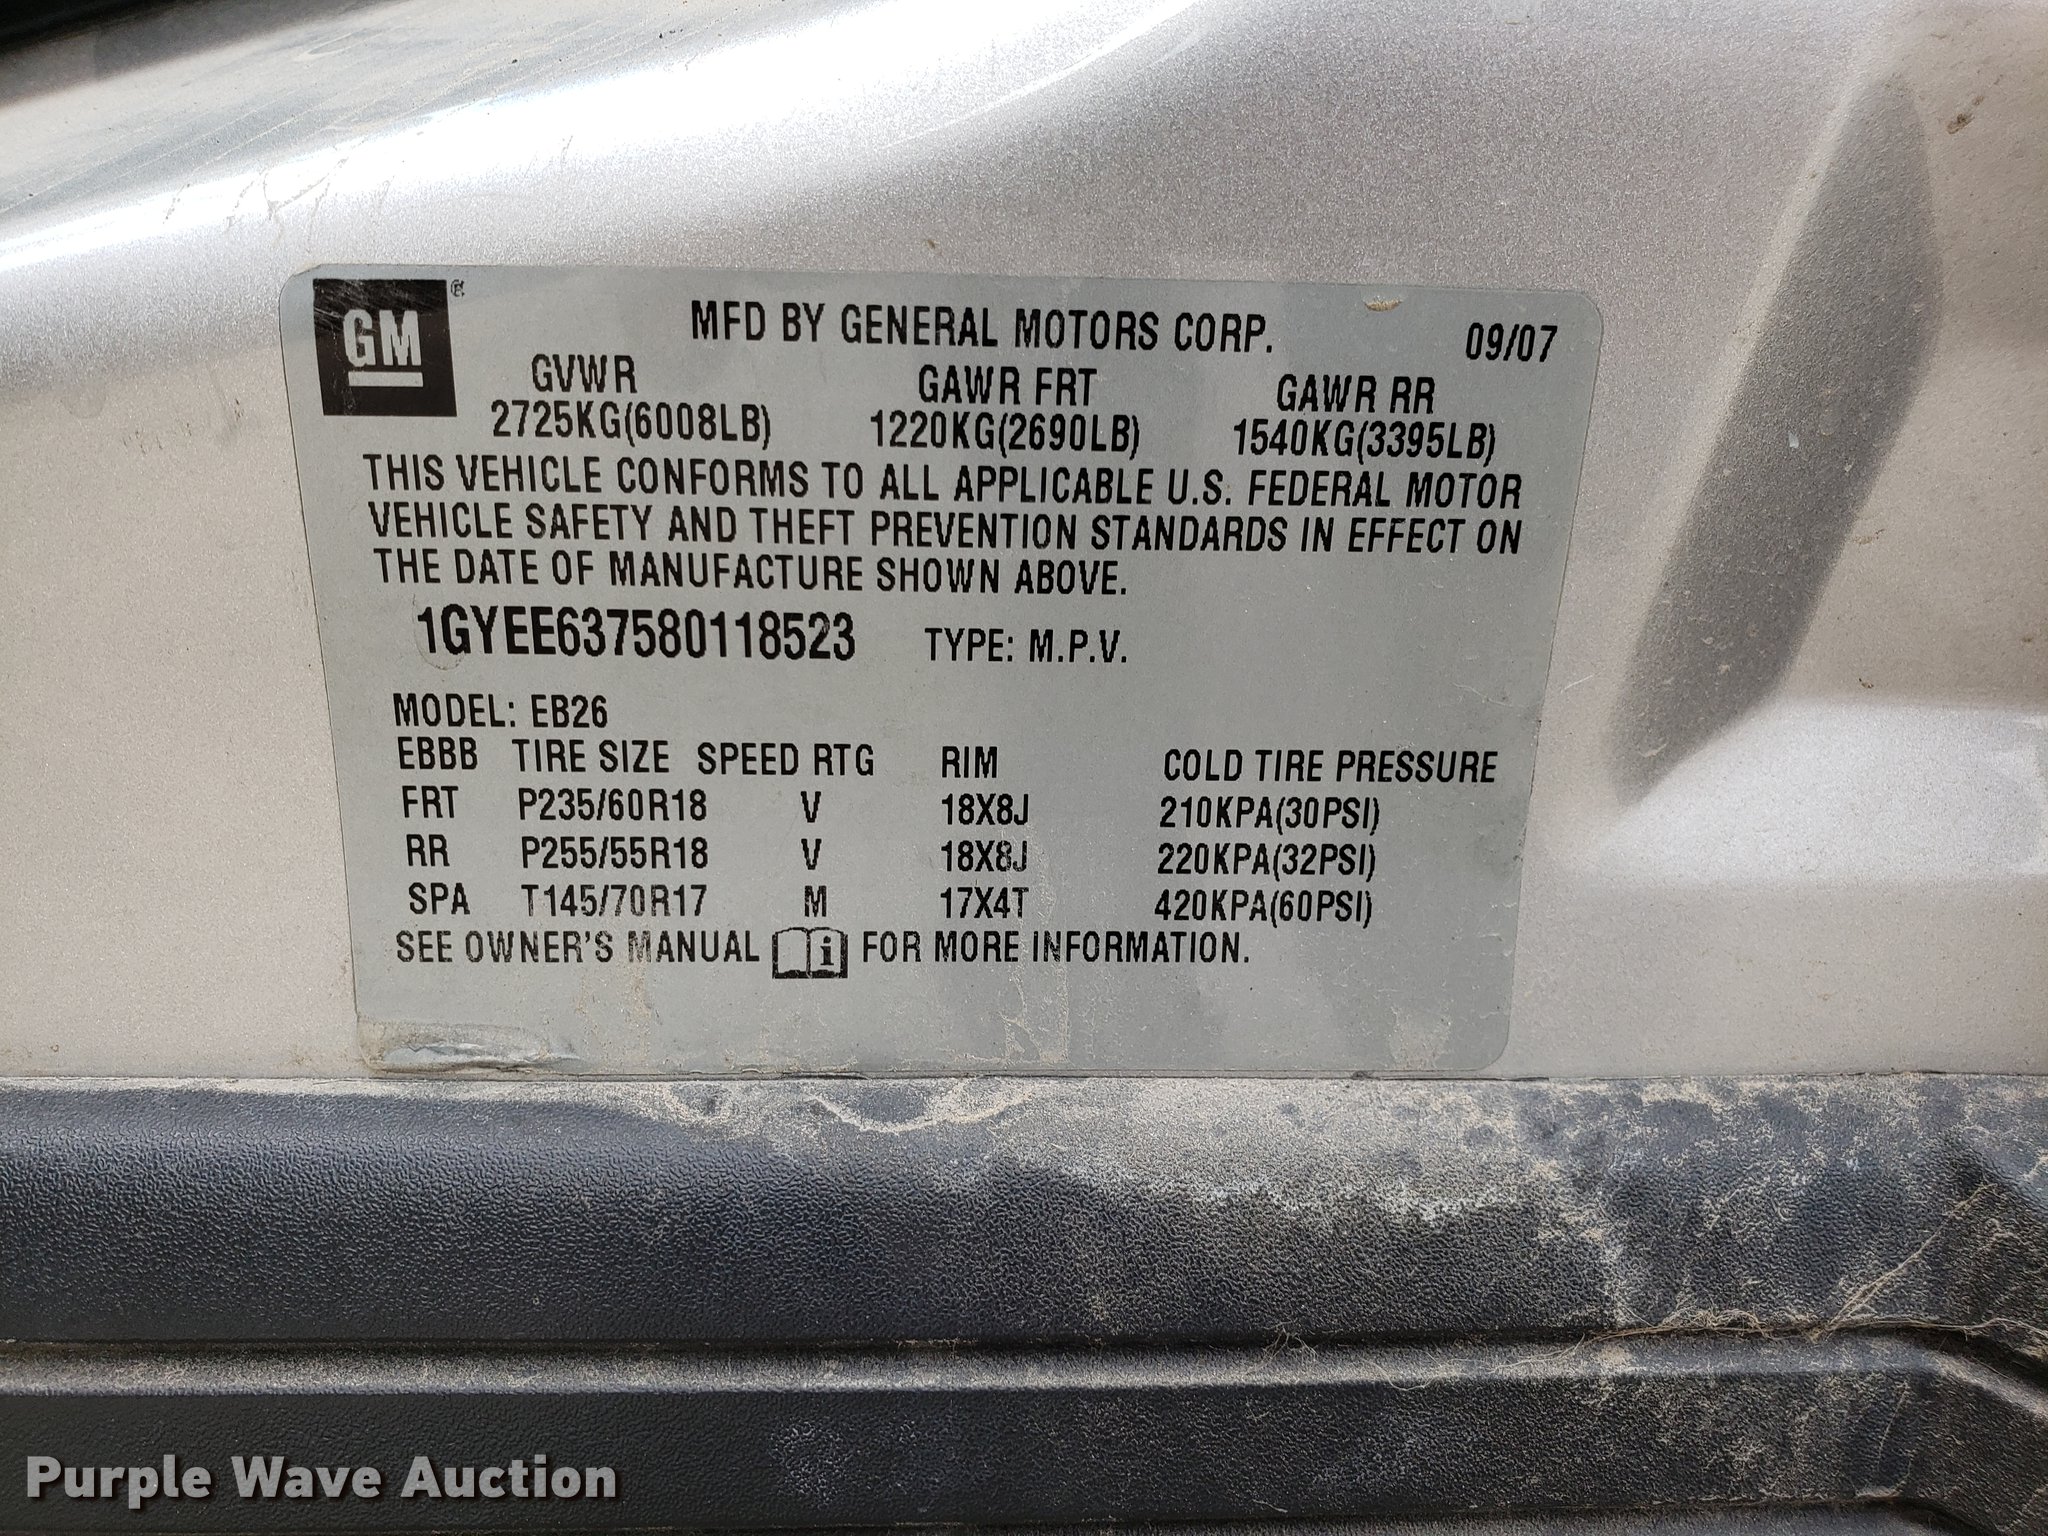 GM ®
MFD BY GENERAL MOTORS CORP. 09/07
GVWR GAWR FRT GAWR RR
2725KG(6008LB) 1220KG(2690LB) 1540KG(3395LB)
THIS VEHICLE CONFORMS TO ALL APPLICABLE U.S. FEDERAL MOTOR
VEHICLE SAFETY AND THEFT PREVENTION STANDARDS IN EFFECT ON
THE DATE OF MANUFACTURE SHOWN ABOVE.
1GYEE637580118523 TYPE: M.P.V.
MODEL: EB26
EBBB TIRE SIZE SPEED RTG RIM COLD TIRE PRESSURE
FRT P235/60R18 V 18X8J 210KPA(30PSI)
RR P255/55R18 V 18X8J 220KPA(32PSI)
SPA T145/70R17 M 17X4T 420KPA(60PSI)
SEE OWNER'S MANUAL i FOR MORE INFORMATION.
Purple Wave Auction